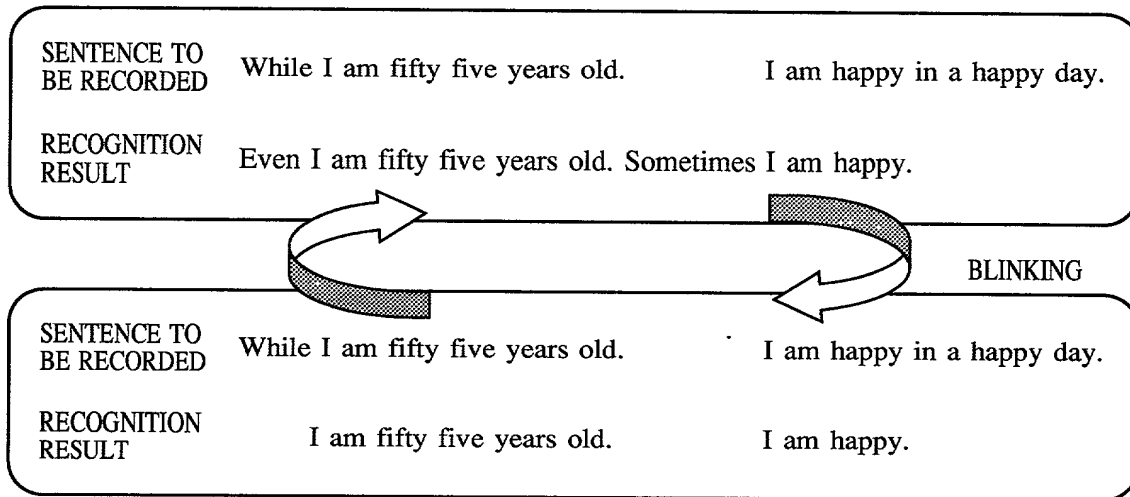 SENTENCE TO
BE RECORDED
While I am fifty five years old. I am happy in a happy day.
RECOGNITION
RESULT
Even I am fifty five years old. Sometimes I am happy.
BLINKING
SENTENCE TO
BE RECORDED
While I am fifty five years old. I am happy in a happy day.
RECOGNITION
RESULT
I am fifty five years old. I am happy.